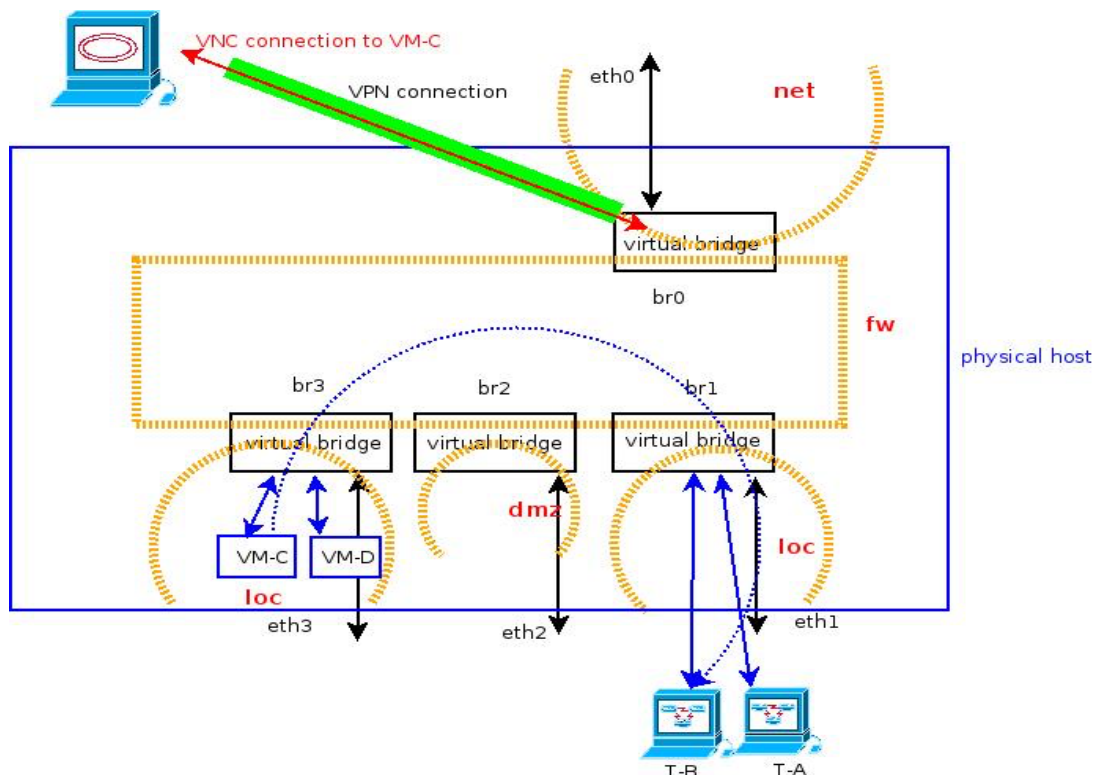 VNC connection to VM-C
eth0
net
VPN connection
virtual bridge
br0
fw
physical host
br3
br2
br1
virtual bridge
virtual bridge
virtual bridge
dmz
VM-C
VM-D
loc
loc
eth3
eth2
eth1
T-B
T-A